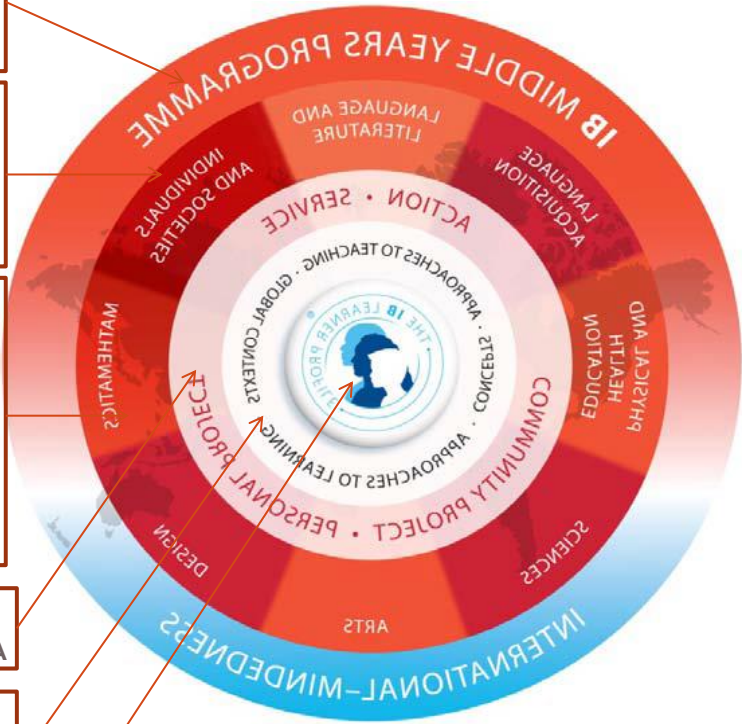 IB MIDDLE YEARS PROGRAMME
LANGUAGE AND
LITERATURE
LANGUAGE
ACQUISITION
INDIVIDUALS
AND SOCIETIES
PHYSICAL AND
HEALTH
EDUCATION
MATHEMATICS
SCIENCES
DESIGN
ARTS
ACTION • SERVICE
COMMUNITY PROJECT • PERSONAL PROJECT
APPROACHES TO TEACHING · GLOBAL CONTEXTS
CONCEPTS · APPROACHES TO LEARNING
• THE IB LEARNER PROFILE • ®
INTERNATIONAL-MINDEDNESS
A